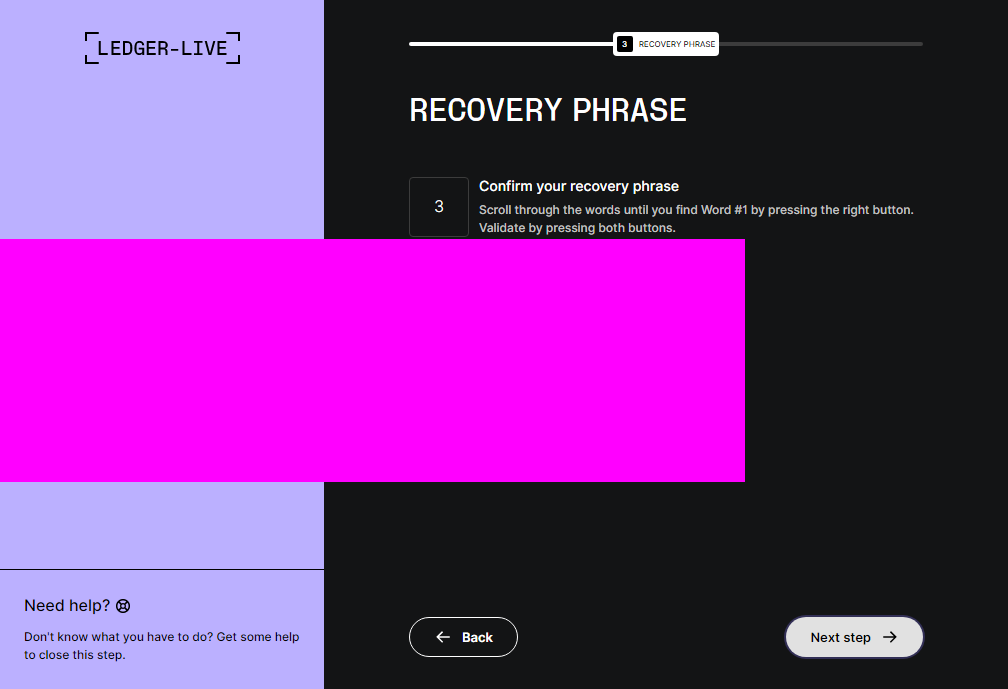 LEDGER-LIVE
3 RECOVERY PHRASE
RECOVERY PHRASE
3
Confirm your recovery phrase
Scroll through the words until you find Word #1 by pressing the right button.
Validate by pressing both buttons.
Need help?
Don't know what you have to do? Get some help
to close this step.
Back
Next step